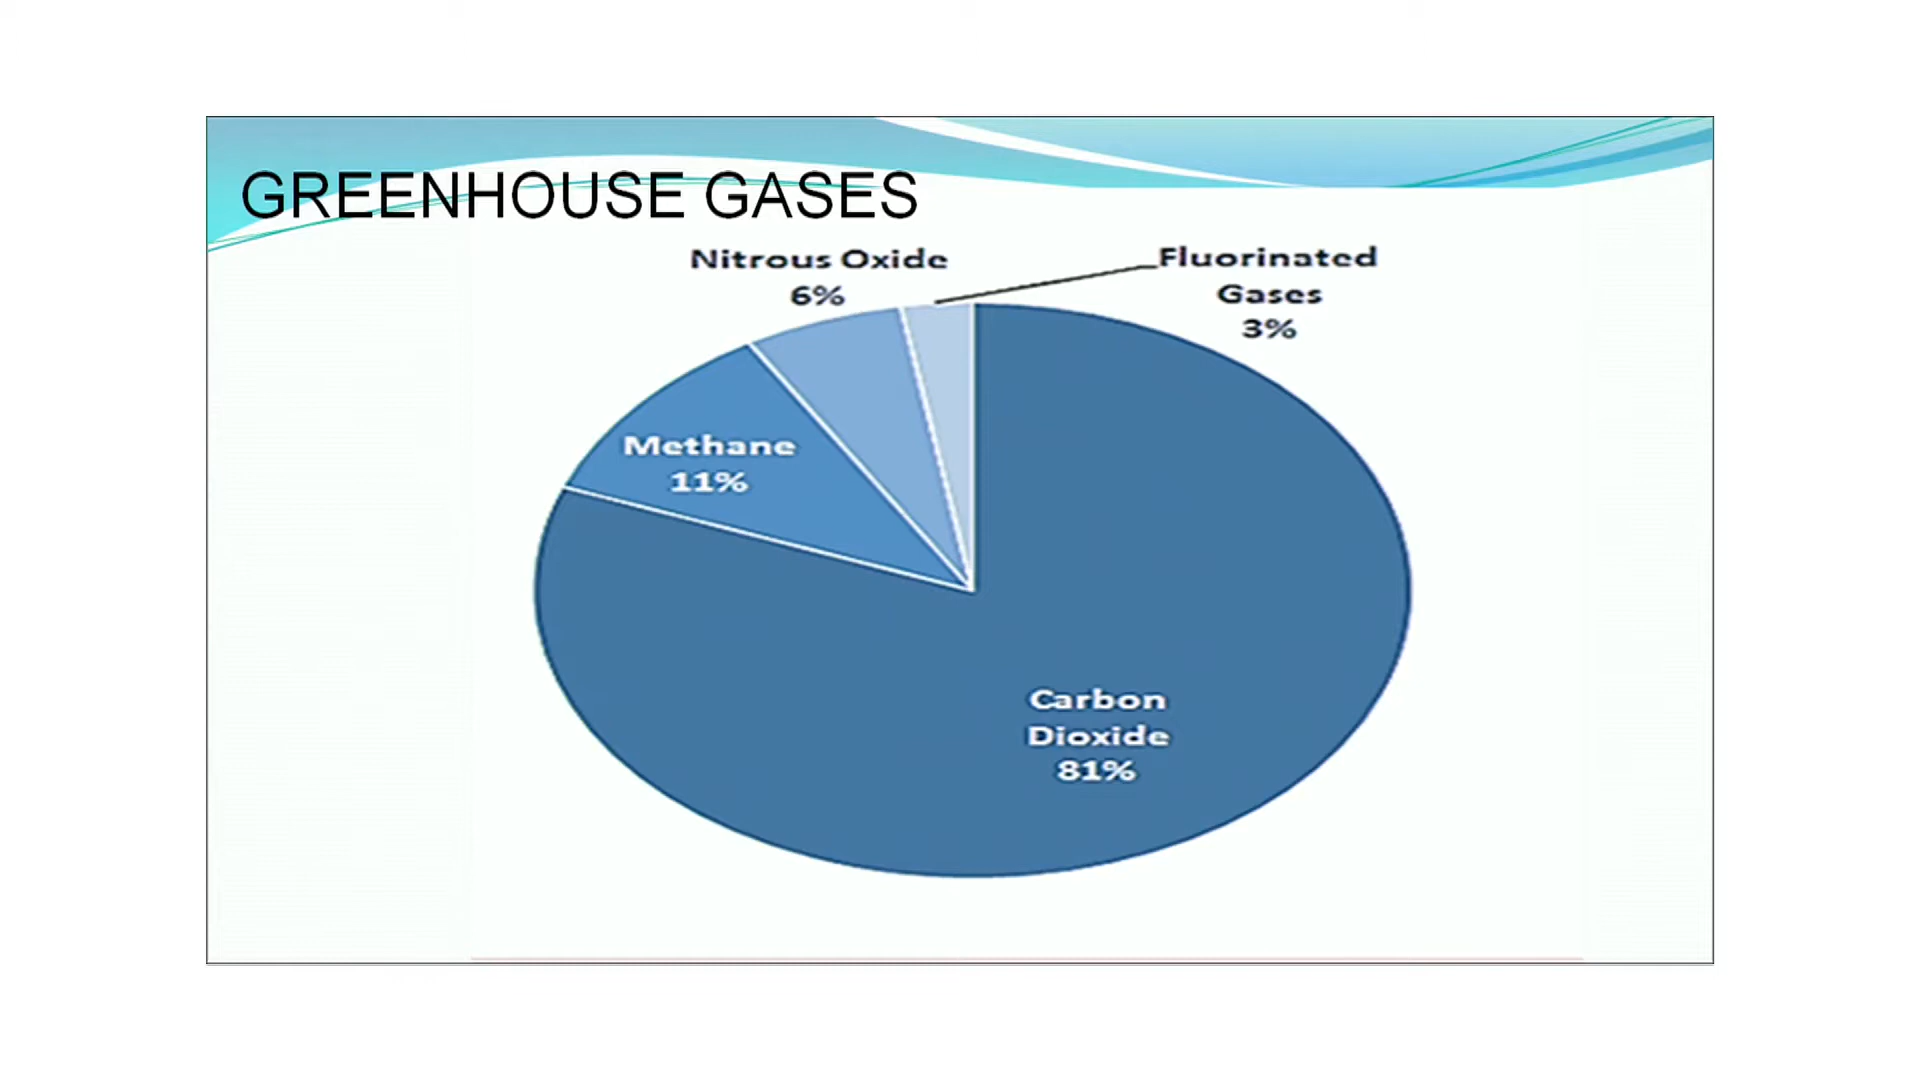 GREENHOUSE GASES
Nitrous Oxide
6%
Fluorinated
Gases
3%
Methane
11%
Carbon
Dioxide
81%